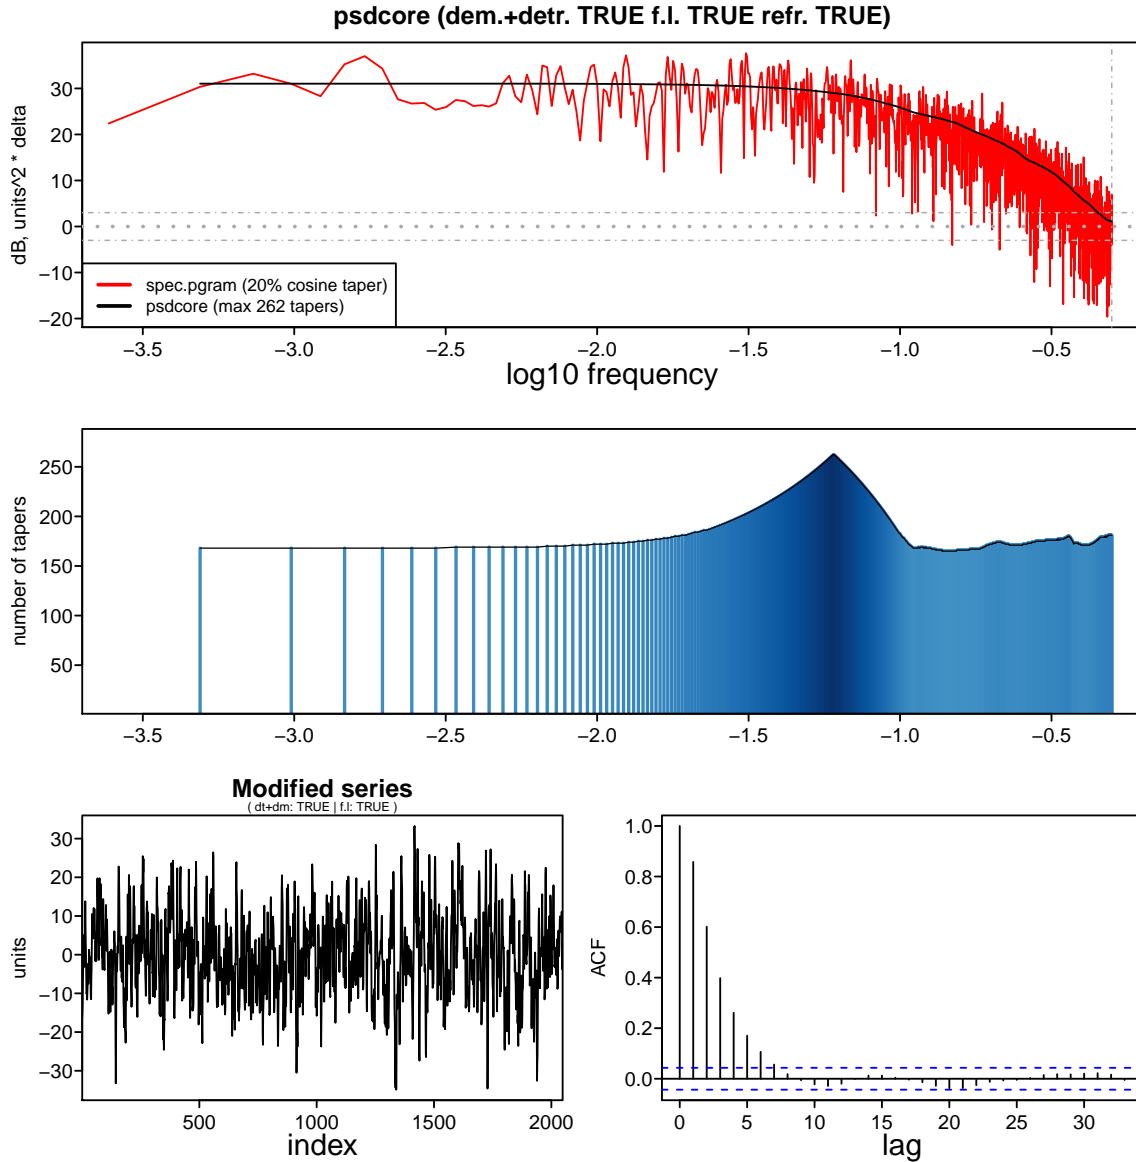 psdcore (dem.+detr. TRUE f.l. TRUE refr. TRUE)
dB, units^2 * delta
30
20
10
0
−10
−20
spec.pgram (20% cosine taper)
psdcore (max 262 tapers)
−3.5 −3.0 −2.5 −2.0 −1.5 −1.0 −0.5
log10 frequency
number of tapers
250
200
150
100
50
−3.5 −3.0 −2.5 −2.0 −1.5 −1.0 −0.5
Modified series
( dt+dm: TRUE | f.l: TRUE )
units
30
20
10
0
−10
−20
−30
500 1000 1500 2000
index
ACF
1.0
0.8
0.6
0.4
0.2
0.0
0 5 10 15 20 25 30
lag